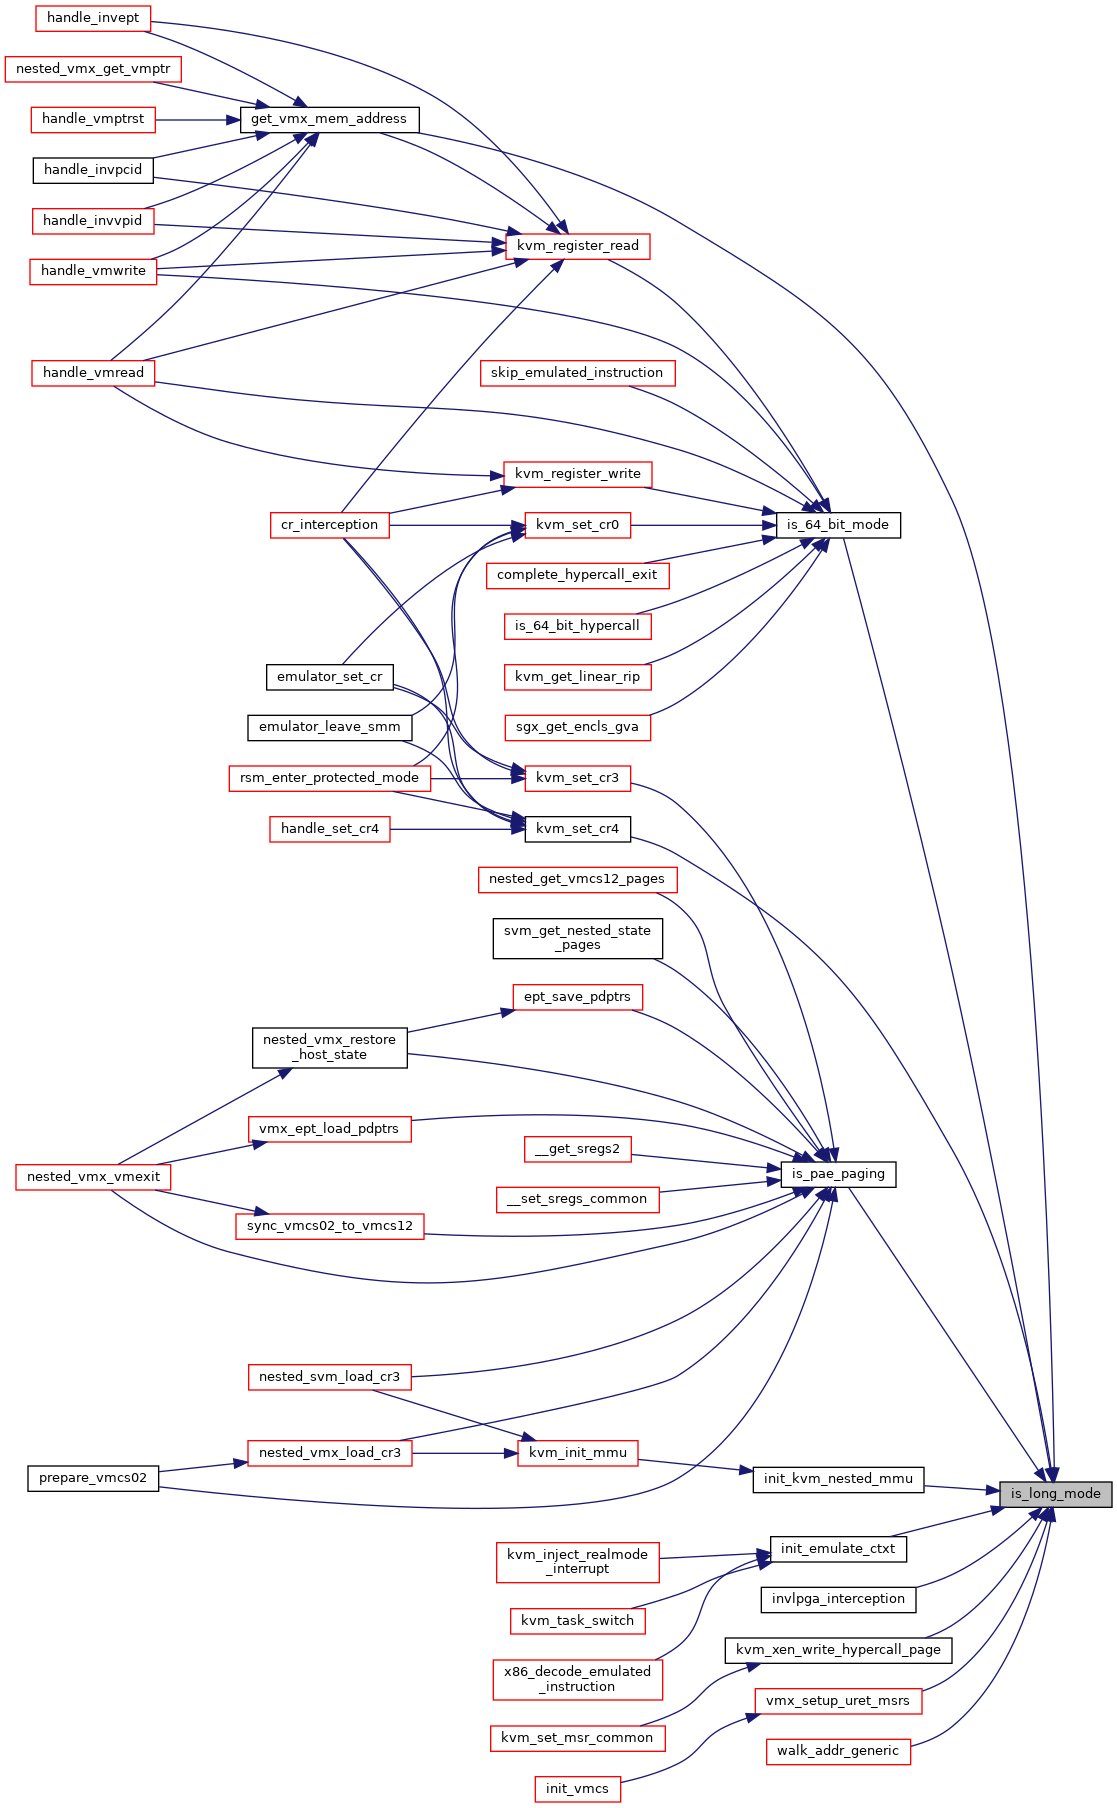 handle_invept
nested_vmx_get_vmptr
get_vmx_mem_address
handle_vmptrst
handle_invpcid
handle_invvpid
kvm_register_read
handle_vmwrite
handle_vmread
skip_emulated_instruction
kvm_register_write
cr_interception
kvm_set_cr0
is_64_bit_mode
complete_hypercall_exit
is_64_bit_hypercall
emulator_set_cr
kvm_get_linear_rip
emulator_leave_smm
sgx_get_encls_gva
rsm_enter_protected_mode
kvm_set_cr3
handle_set_cr4
kvm_set_cr4
nested_get_vmcs12_pages
svm_get_nested_state
_pages
ept_save_pdptrs
nested_vmx_restore
_host_state
vmx_ept_load_pdptrs
__get_sregs2
nested_vmx_vmexit
is_pae_paging
__set_sregs_common
sync_vmcs02_to_vmcs12
nested_svm_load_cr3
nested_vmx_load_cr3
kvm_init_mmu
prepare_vmcs02
init_kvm_nested_mmu
is_long_mode
kvm_inject_realmode
_interrupt
init_emulate_ctxt
invlpga_interception
kvm_task_switch
kvm_xen_write_hypercall_page
x86_decode_emulated
_instruction
vmx_setup_uret_msrs
kvm_set_msr_common
walk_addr_generic
init_vmcs